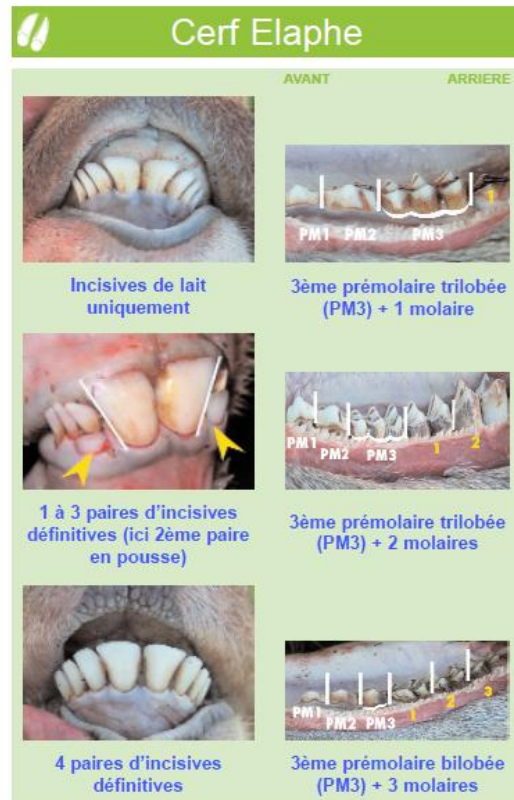 Cerf Elaphe
AVANT ARRIERE
1
PM1 PM2 PM3
Incisives de lait
uniquement
3ème prémolaire trilobée
(PM3) + 1 molaire
PM1
PM2 PM3 1 2
1 à 3 paires d'incisives
définitives (ici 2ème paire
en pousse)
3ème prémolaire trilobée
(PM3) + 2 molaires
PM1 PM2 PM3 1 2 3
4 paires d'incisives
définitives
3ème prémolaire bilobée
(PM3) + 3 molaires